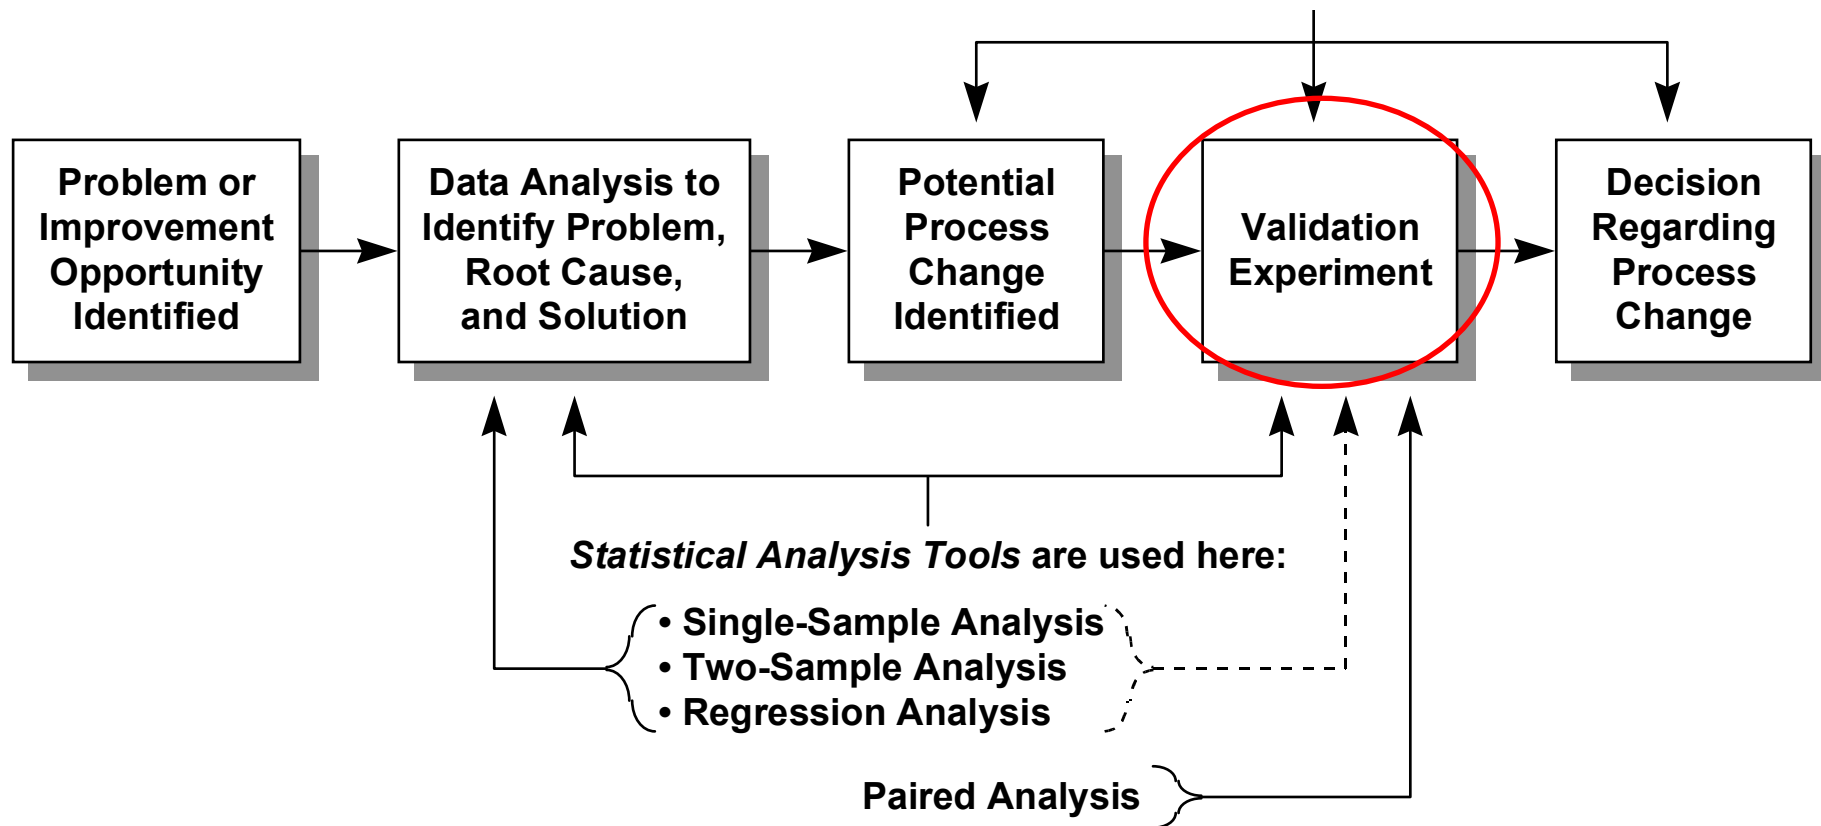 Problem or
Improvement
Opportunity
Identified
Data Analysis to
Identify Problem,
Root Cause,
and Solution
Potential
Process
Change
Identified
Validation
Experiment
Decision
Regarding
Process
Change
Statistical Analysis Tools are used here:
• Single-Sample Analysis
• Two-Sample Analysis
• Regression Analysis
Paired Analysis